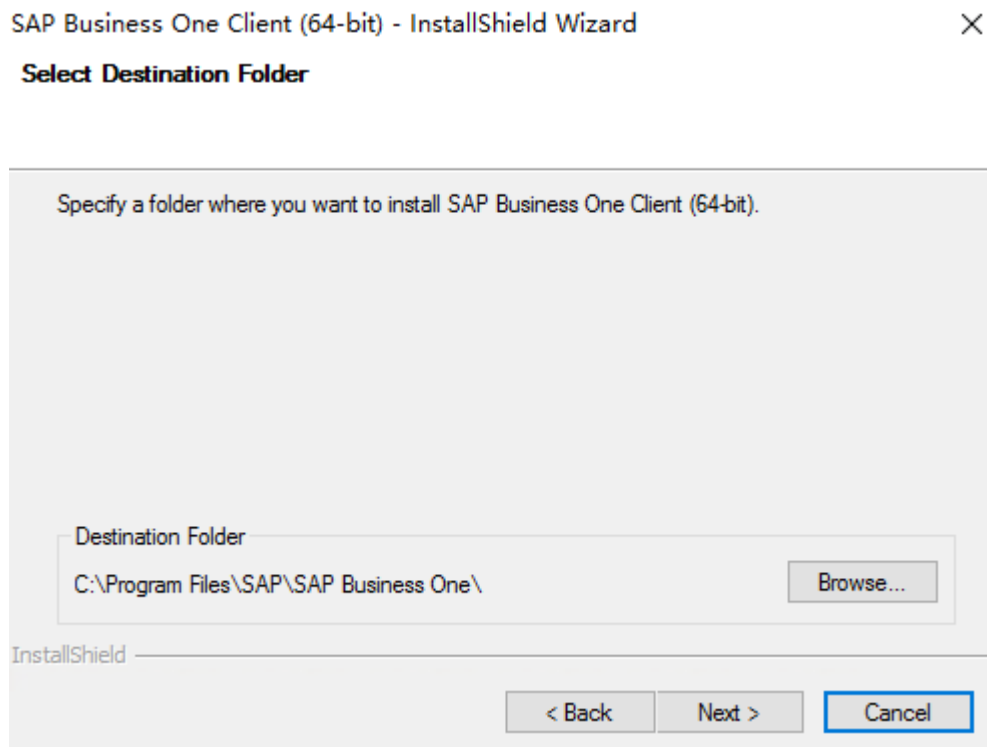 SAP Business One Client (64-bit) - InstallShield Wizard
Select Destination Folder
Specify a folder where you want to install SAP Business One Client (64-bit).
Destination Folder
C:\Program Files\SAP\SAP Business One\
Browse...
InstallShield
< Back
Next >
Cancel